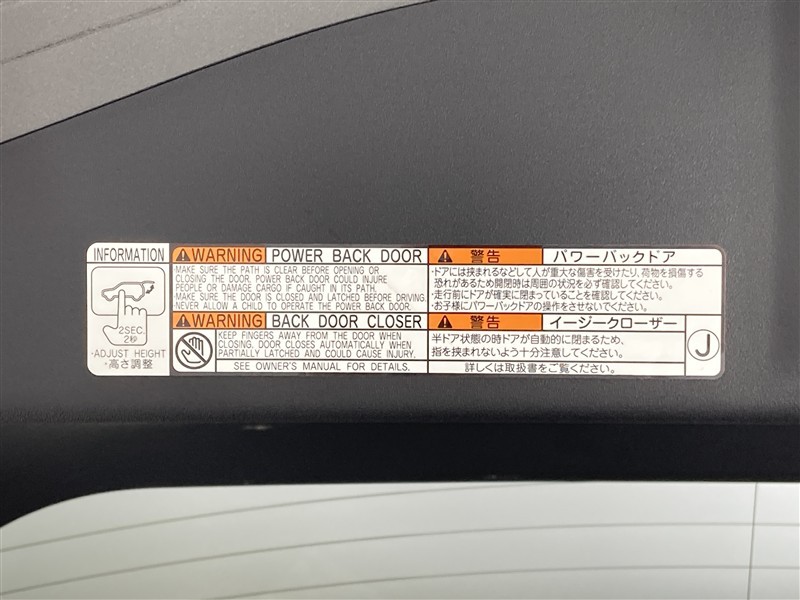 INFORMATION
2SEC.
2秒
・ADJUST HEIGHT
・高さ調整
WARNING POWER BACK DOOR
MAKE SURE THE PATH IS CLEAR BEFORE OPENING OR
CLOSING THE DOOR. POWER BACK DOOR COULD INJURE
PEOPLE OR DAMAGE CARGO IF CAUGHT IN ITS PATH.
・MAKE SURE THE DOOR IS CLOSED AND LATCHED BEFORE DRIVING.
・NEVER ALLOW A CHILD TO OPERATE THE POWER BACK DOOR.
警告 パワーバックドア
・ドアには挟まれるなどして人が重大な傷害を受けたり、荷物を損傷する
恐れがあるため開閉時は周囲の状況を必ず確認してください。
・走行前にドアが確実に閉まっていることを確認してください。
・お子様にパワーバックドアの操作をさせないでください。
WARNING BACK DOOR CLOSER
KEEP FINGERS AWAY FROM THE DOOR WHEN
CLOSING. DOOR CLOSES AUTOMATICALLY WHEN
PARTIALLY LATCHED AND COULD CAUSE INJURY.
SEE OWNER'S MANUAL FOR DETAILS.
警告 イージークローザー
半ドア状態の時ドアが自動的に閉まるため、
指を挟まれないよう十分注意してください。
詳しくは取扱書をご覧ください。
J